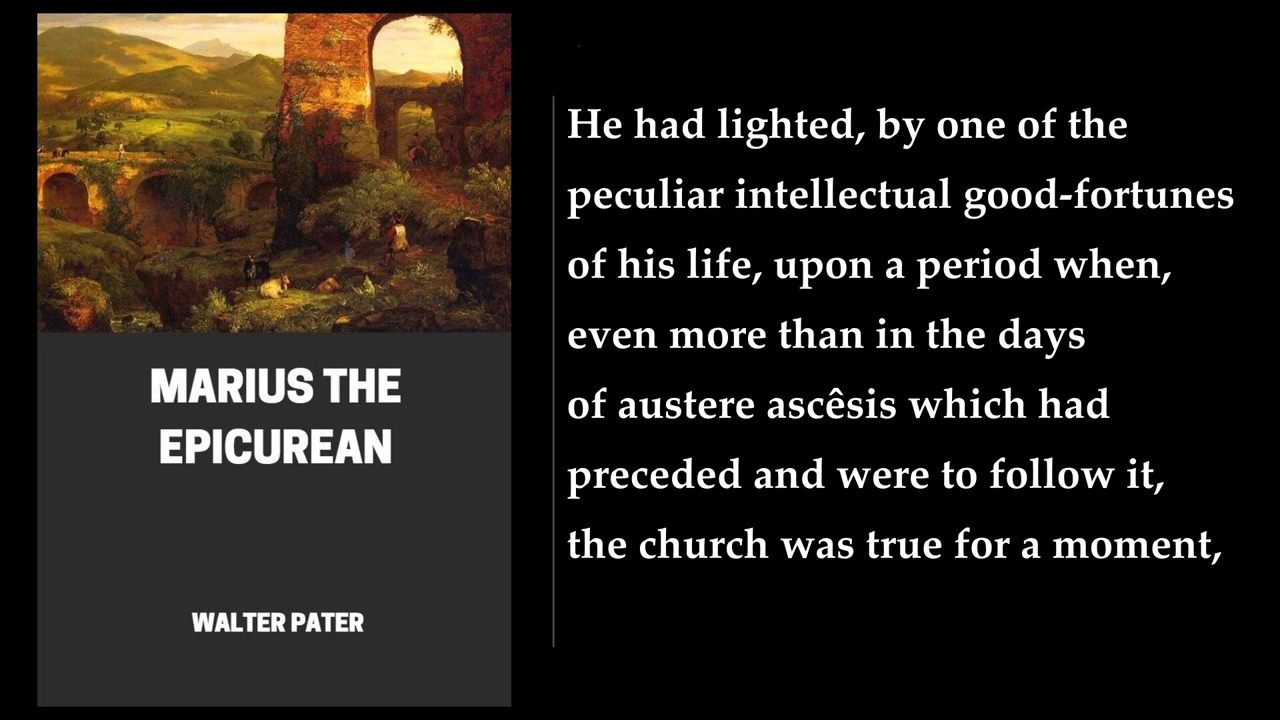 MARIUS THE
EPICUREAN
WALTER PATER
He had lighted, by one of the
peculiar intellectual good-fortunes
of his life, upon a period when,
even more than in the days
of austere ascêsis which had
preceded and were to follow it,
the church was true for a moment,